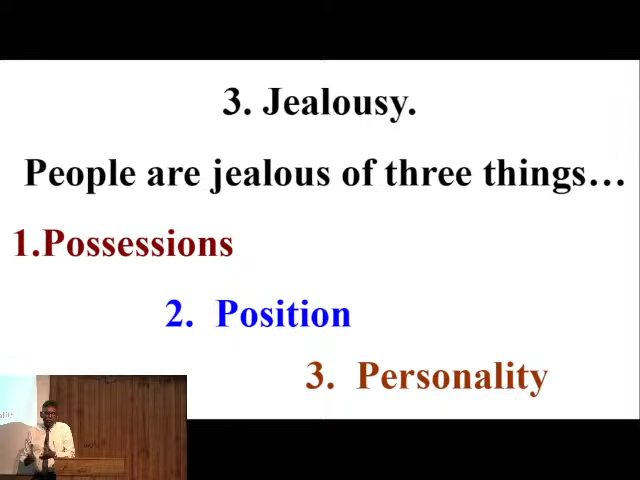 3. Jealousy.
People are jealous of three things…
1.Possessions
2. Position
3. Personality